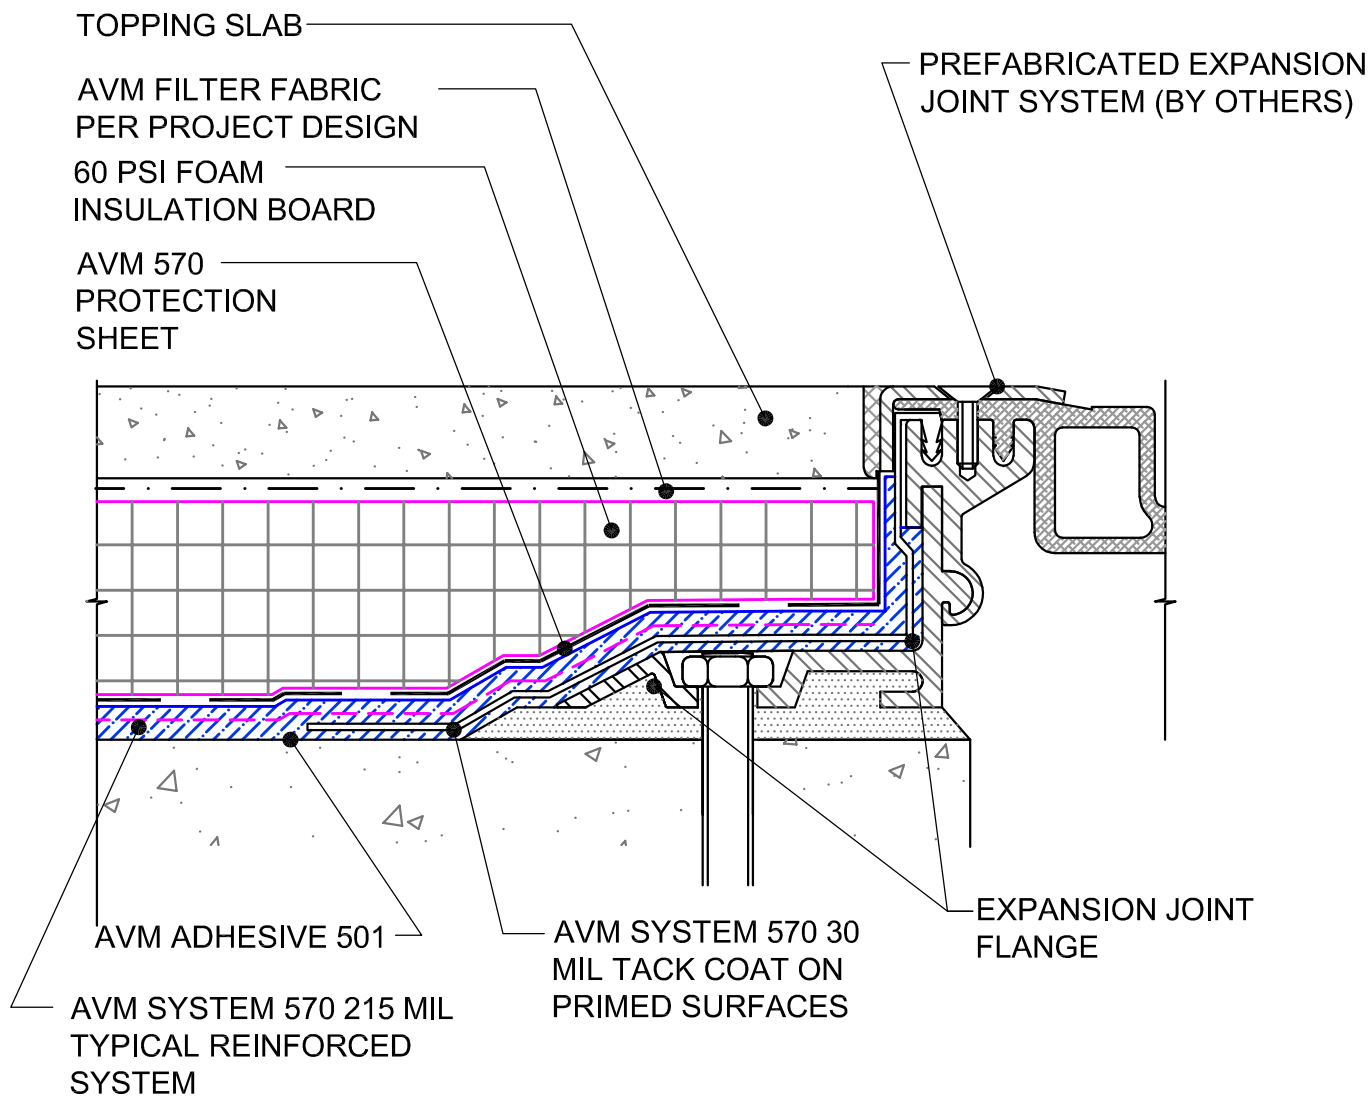 TOPPING SLAB
AVM FILTER FABRIC
PER PROJECT DESIGN
60 PSI FOAM
INSULATION BOARD
AVM 570
PROTECTION
SHEET
PREFABRICATED EXPANSION
JOINT SYSTEM (BY OTHERS)
AVM ADHESIVE 501
AVM SYSTEM 570 215 MIL
TYPICAL REINFORCED
SYSTEM
AVM SYSTEM 570 30
MIL TACK COAT ON
PRIMED SURFACES
EXPANSION JOINT
FLANGE